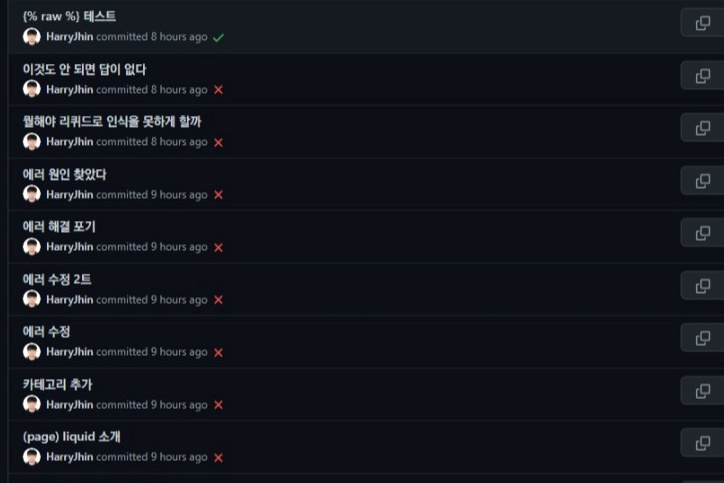 {% raw %} 테스트
HarryJhin committed 8 hours ago
이것도 안 되면 답이 없다
HarryJhin committed 8 hours ago
뭘해야 리퀴드로 인식을 못하게 할까
HarryJhin committed 8 hours ago
에러 원인 찾았다
HarryJhin committed 9 hours ago
에러 해결 포기
HarryJhin committed 9 hours ago
에러 수정 2트
HarryJhin committed 9 hours ago
에러 수정
HarryJhin committed 9 hours ago
카테고리 추가
HarryJhin committed 9 hours ago
(page) liquid 소개
HarryJhin committed 9 hours ago